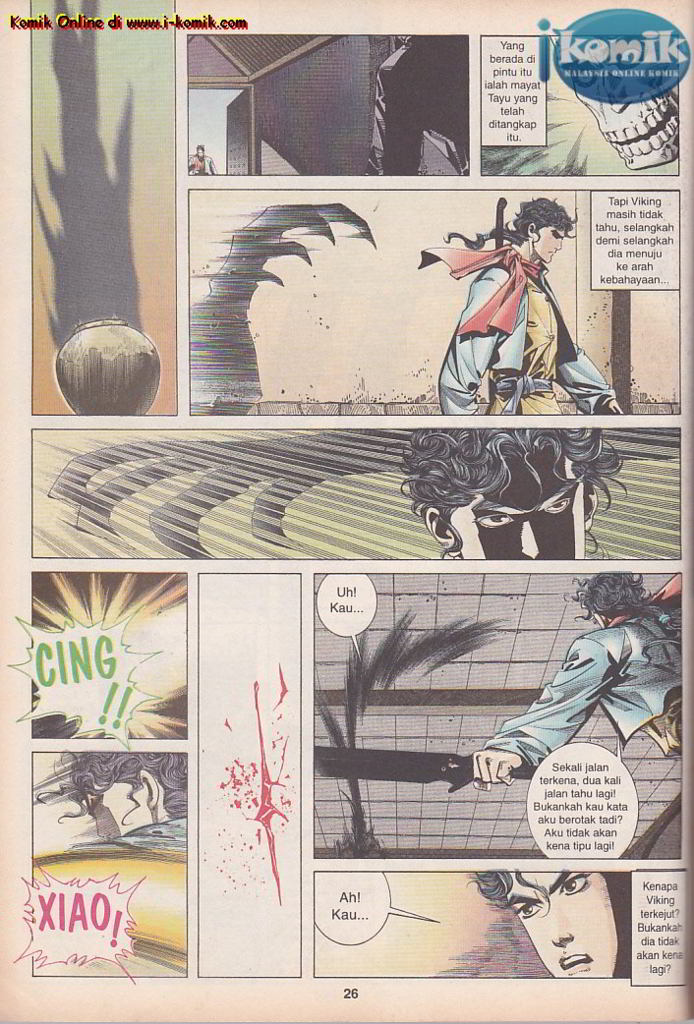 Komik Online di www.i-komik.com
ikomik
MALAYSIA ONLINE KOMIK
Yang
berada di
pintu itu
ialah mayat
Tayu yang
telah
ditangkap
itu.
Tapi Viking
masih tidak
tahu, selangkah
demi selangkah
dia menuju
ke arah
kebahayaan...
CING
!!
Uh!
Kau...
Sekali jalan
terkena, dua kali
jalan tahu lagi!
Bukankah kau kata
aku berotak tadi?
Aku tidak akan
kena tipu lagi!
XIAO!
Ah!
Kau...
Kenapa
Viking
terkejut?
Bukankah
dia tidak
akan kena
lagi?
26